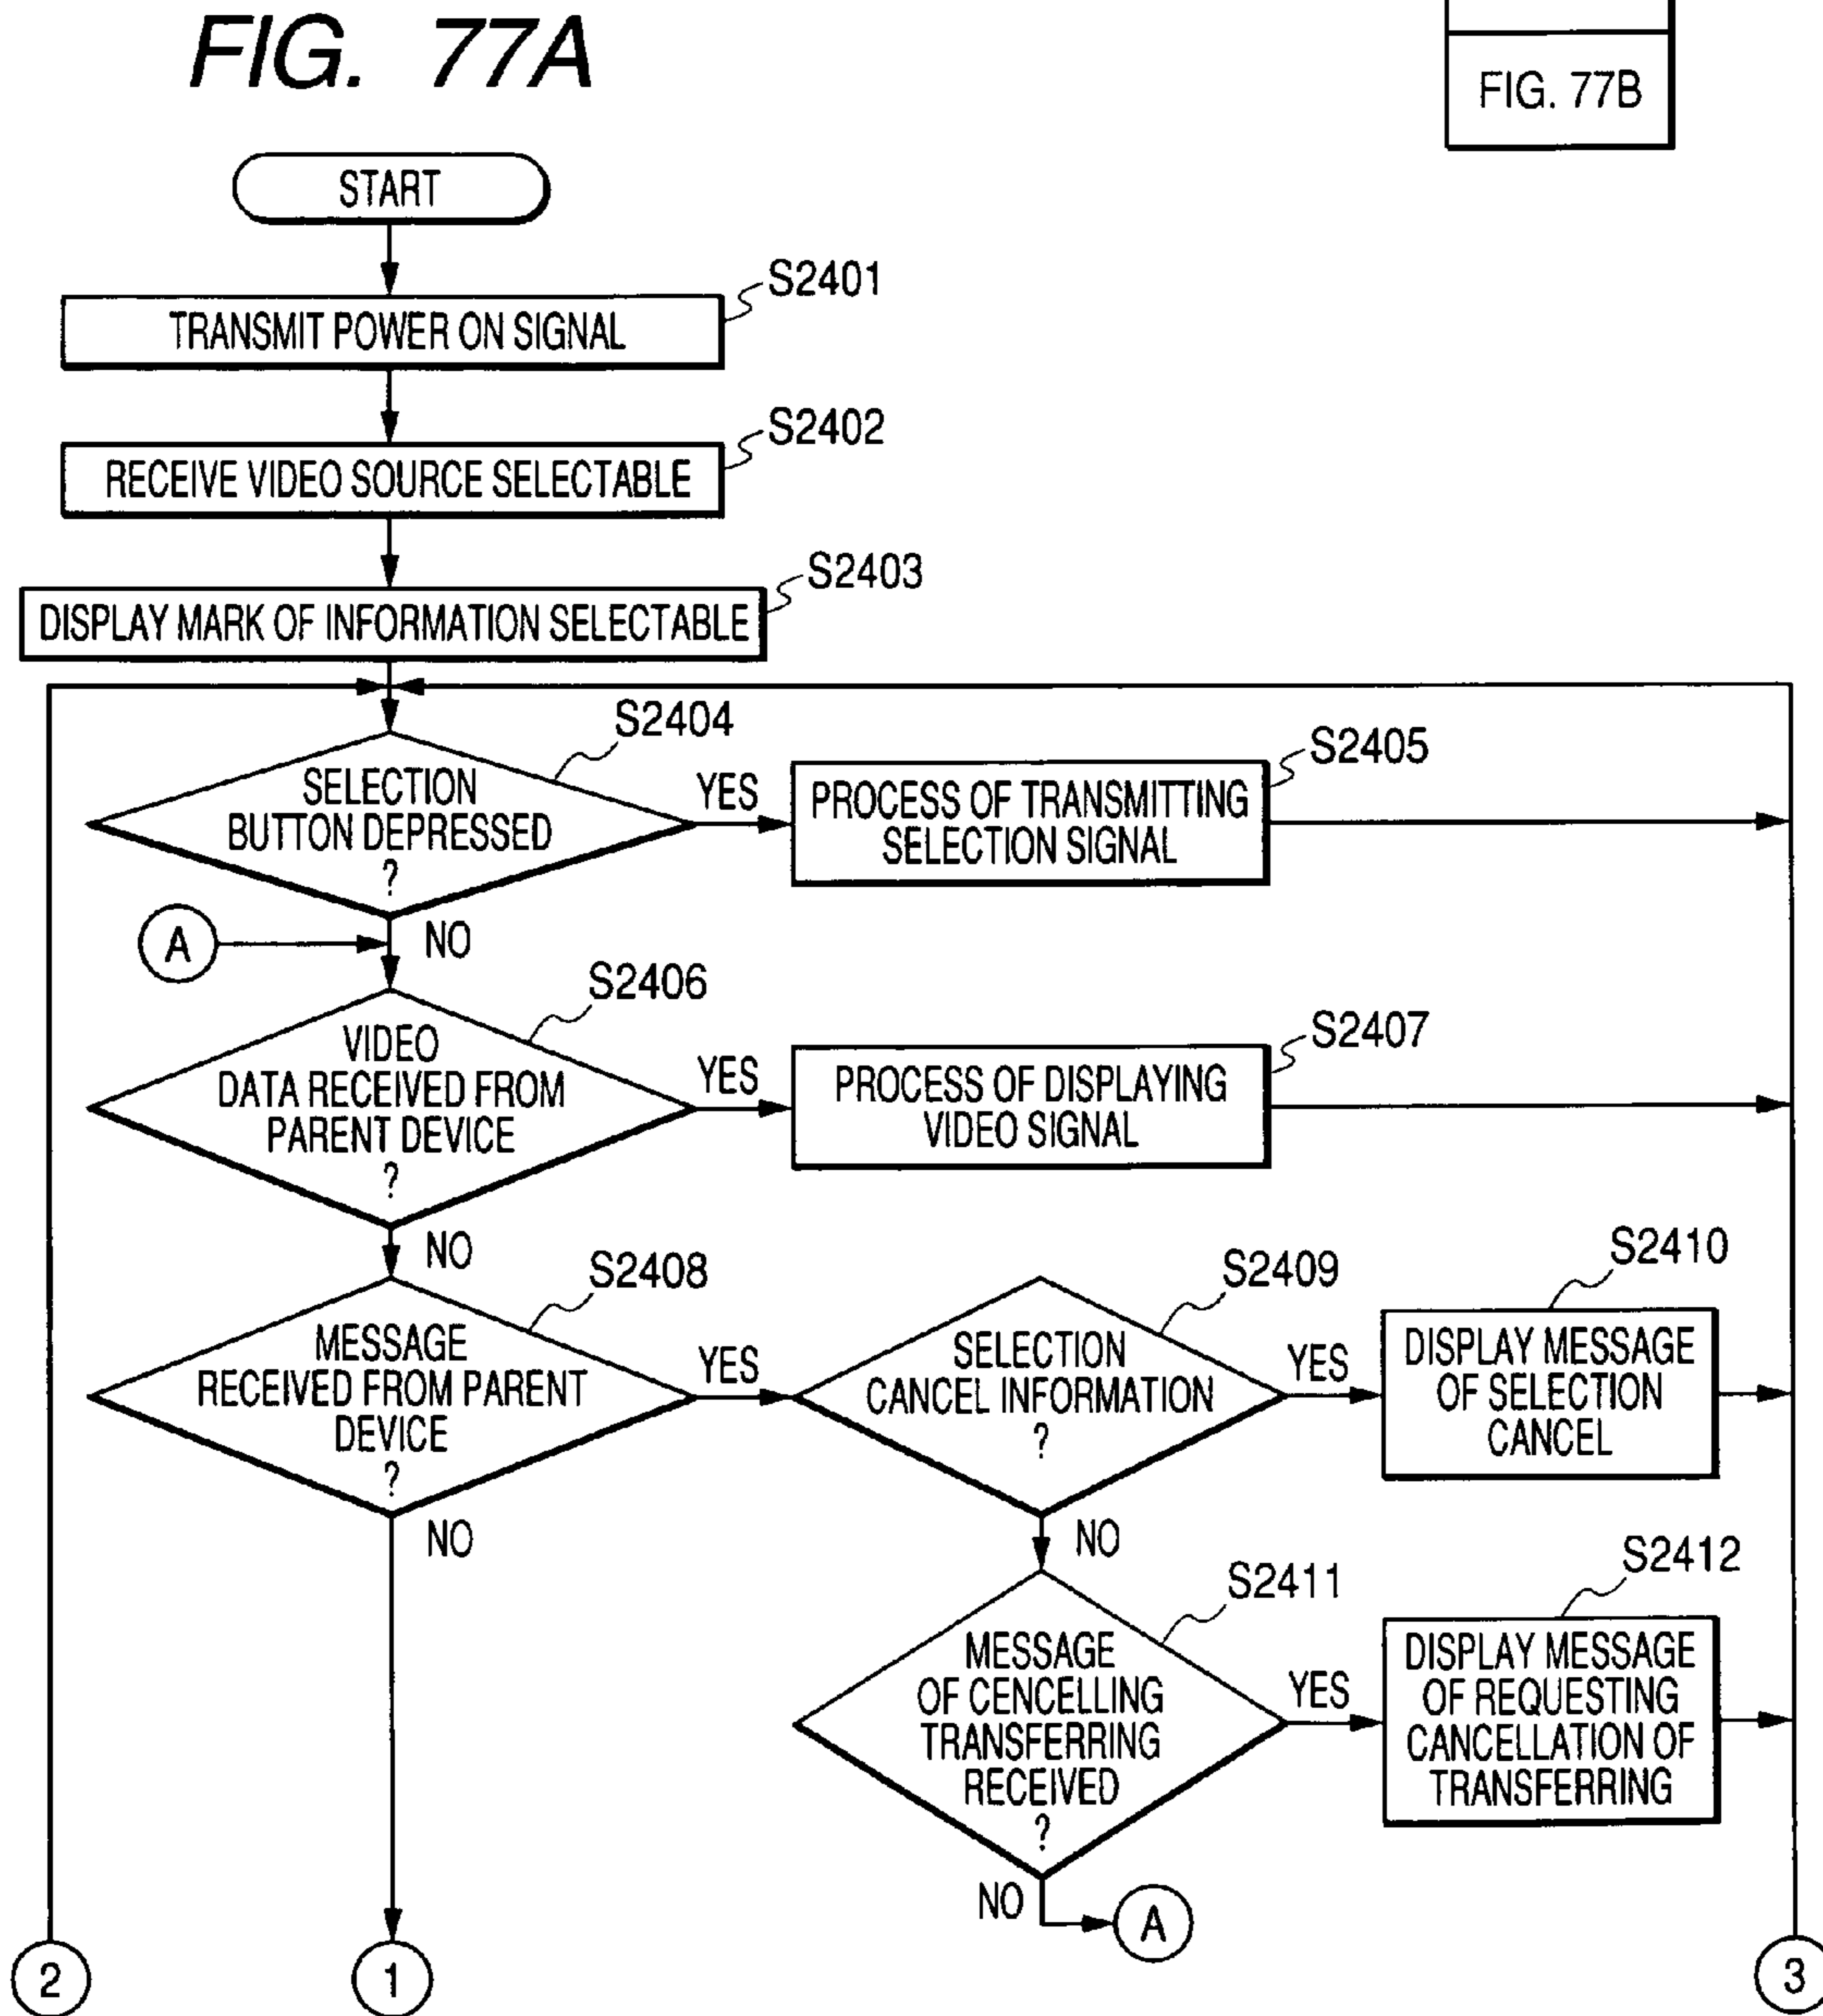 FIG. 77A
FIG. 77B
START
S2401
TRANSMIT POWER ON SIGNAL
S2402
RECEIVE VIDEO SOURCE SELECTABLE
S2403
DISPLAY MARK OF INFORMATION SELECTABLE
S2404
SELECTION
BUTTON DEPRESSED
?
YES
S2405
PROCESS OF TRANSMITTING
SELECTION SIGNAL
A
NO
S2406
VIDEO
DATA RECEIVED FROM
PARENT DEVICE
?
YES
S2407
PROCESS OF DISPLAYING
VIDEO SIGNAL
NO
S2408
MESSAGE
RECEIVED FROM PARENT
DEVICE
?
YES
S2409
SELECTION
CANCEL INFORMATION
?
YES
S2410
DISPLAY MESSAGE
OF SELECTION
CANCEL
NO
NO
S2411
MESSAGE
OF CENCELLING
TRANSFERRING
RECEIVED
?
YES
S2412
DISPLAY MESSAGE
OF REQUESTING
CANCELLATION OF
TRANSFERRING
NO
A
2
1
3